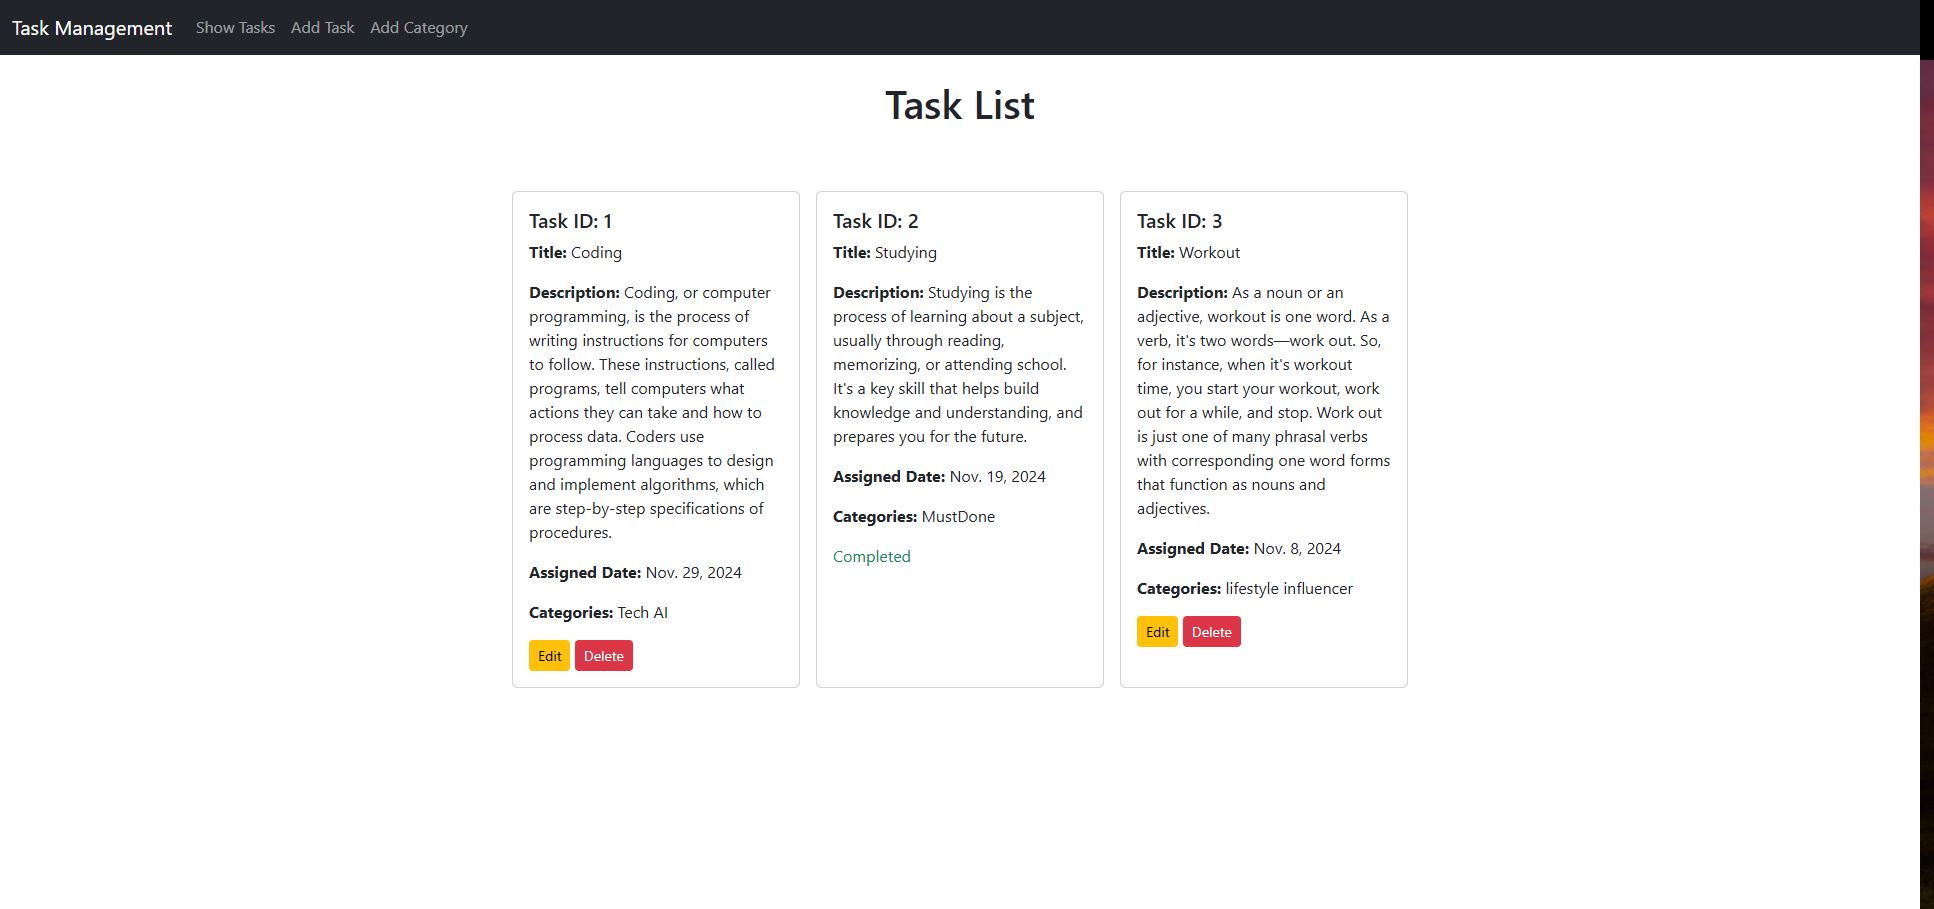 Task Management Show Tasks Add Task Add Category
Task List
Task ID: 1
Title: Coding
Description: Coding, or computer
programming, is the process of
writing instructions for computers
to follow. These instructions, called
programs, tell computers what
actions they can take and how to
process data. Coders use
programming languages to design
and implement algorithms, which
are step-by-step specifications of
procedures.
Assigned Date: Nov. 29, 2024
Categories: Tech AI
Edit Delete
Task ID: 2
Title: Studying
Description: Studying is the
process of learning about a subject,
usually through reading,
memorizing, or attending school.
It's a key skill that helps build
knowledge and understanding, and
prepares you for the future.
Assigned Date: Nov. 19, 2024
Categories: MustDone
Completed
Task ID: 3
Title: Workout
Description: As a noun or an
adjective, workout is one word. As a
verb, it's two words—work out. So,
for instance, when it's workout
time, you start your workout, work
out for a while, and stop. Work out
is just one of many phrasal verbs
with corresponding one word forms
that function as nouns and
adjectives.
Assigned Date: Nov. 8, 2024
Categories: lifestyle influencer
Edit Delete